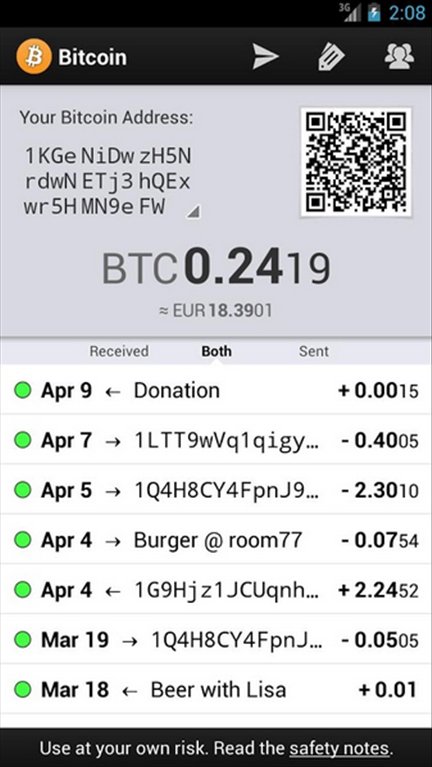 3G 2:08
Bitcoin
Your Bitcoin Address:
1KGe NiDw zH5N
rdwN ETj3 hQEx
wr5H MN9e FW
BTC 0.2419
≈ EUR 18.3901
Received Both Sent
Apr 9 ← Donation + 0.0015
Apr 7 → 1LTT9wVq1qigy... - 0.4005
Apr 5 → 1Q4H8CY4FpnJ9... - 2.3010
Apr 4 → Burger @ room77 - 0.0754
Apr 4 ← 1G9Hjz1JCUqnh... + 2.2452
Mar 19 → 1Q4H8CY4FpnJ... - 0.0505
Mar 18 ← Beer with Lisa + 0.01
Use at your own risk. Read the safety notes.